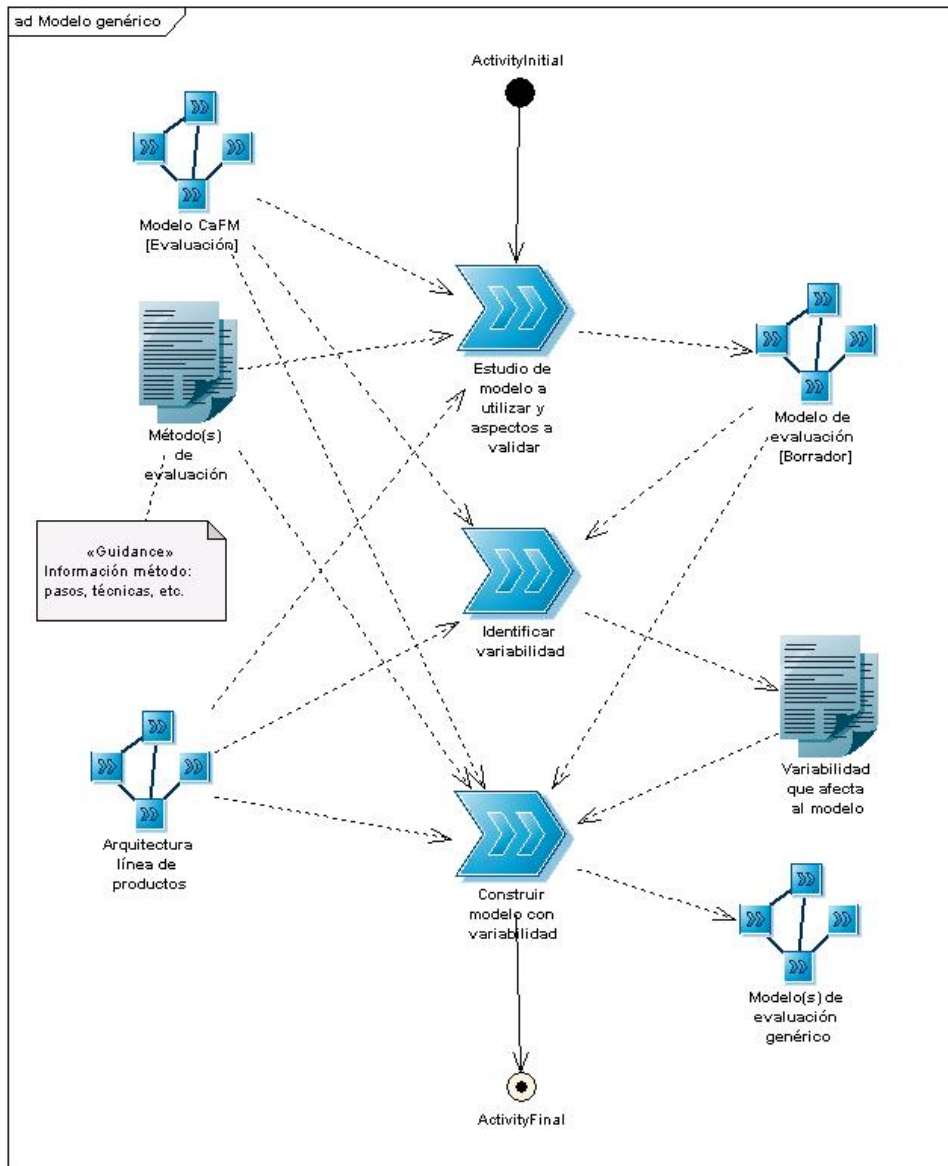 ad Modelo genérico
ActivityInitial
Modelo CaFM
[Evaluación]
Estudio de
modelo a
utilizar y
aspectos a
validar
Modelo de
evaluación
[Borrador]
Método(s)
de
evaluación
«Guidance»
Información método:
pasos, técnicas, etc.
Identificar
variabilidad
Variabilidad
que afecta
al modelo
Arquitectura
línea de
productos
Construir
modelo con
variabilidad
Modelo(s) de
evaluación
genérico
ActivityFinal